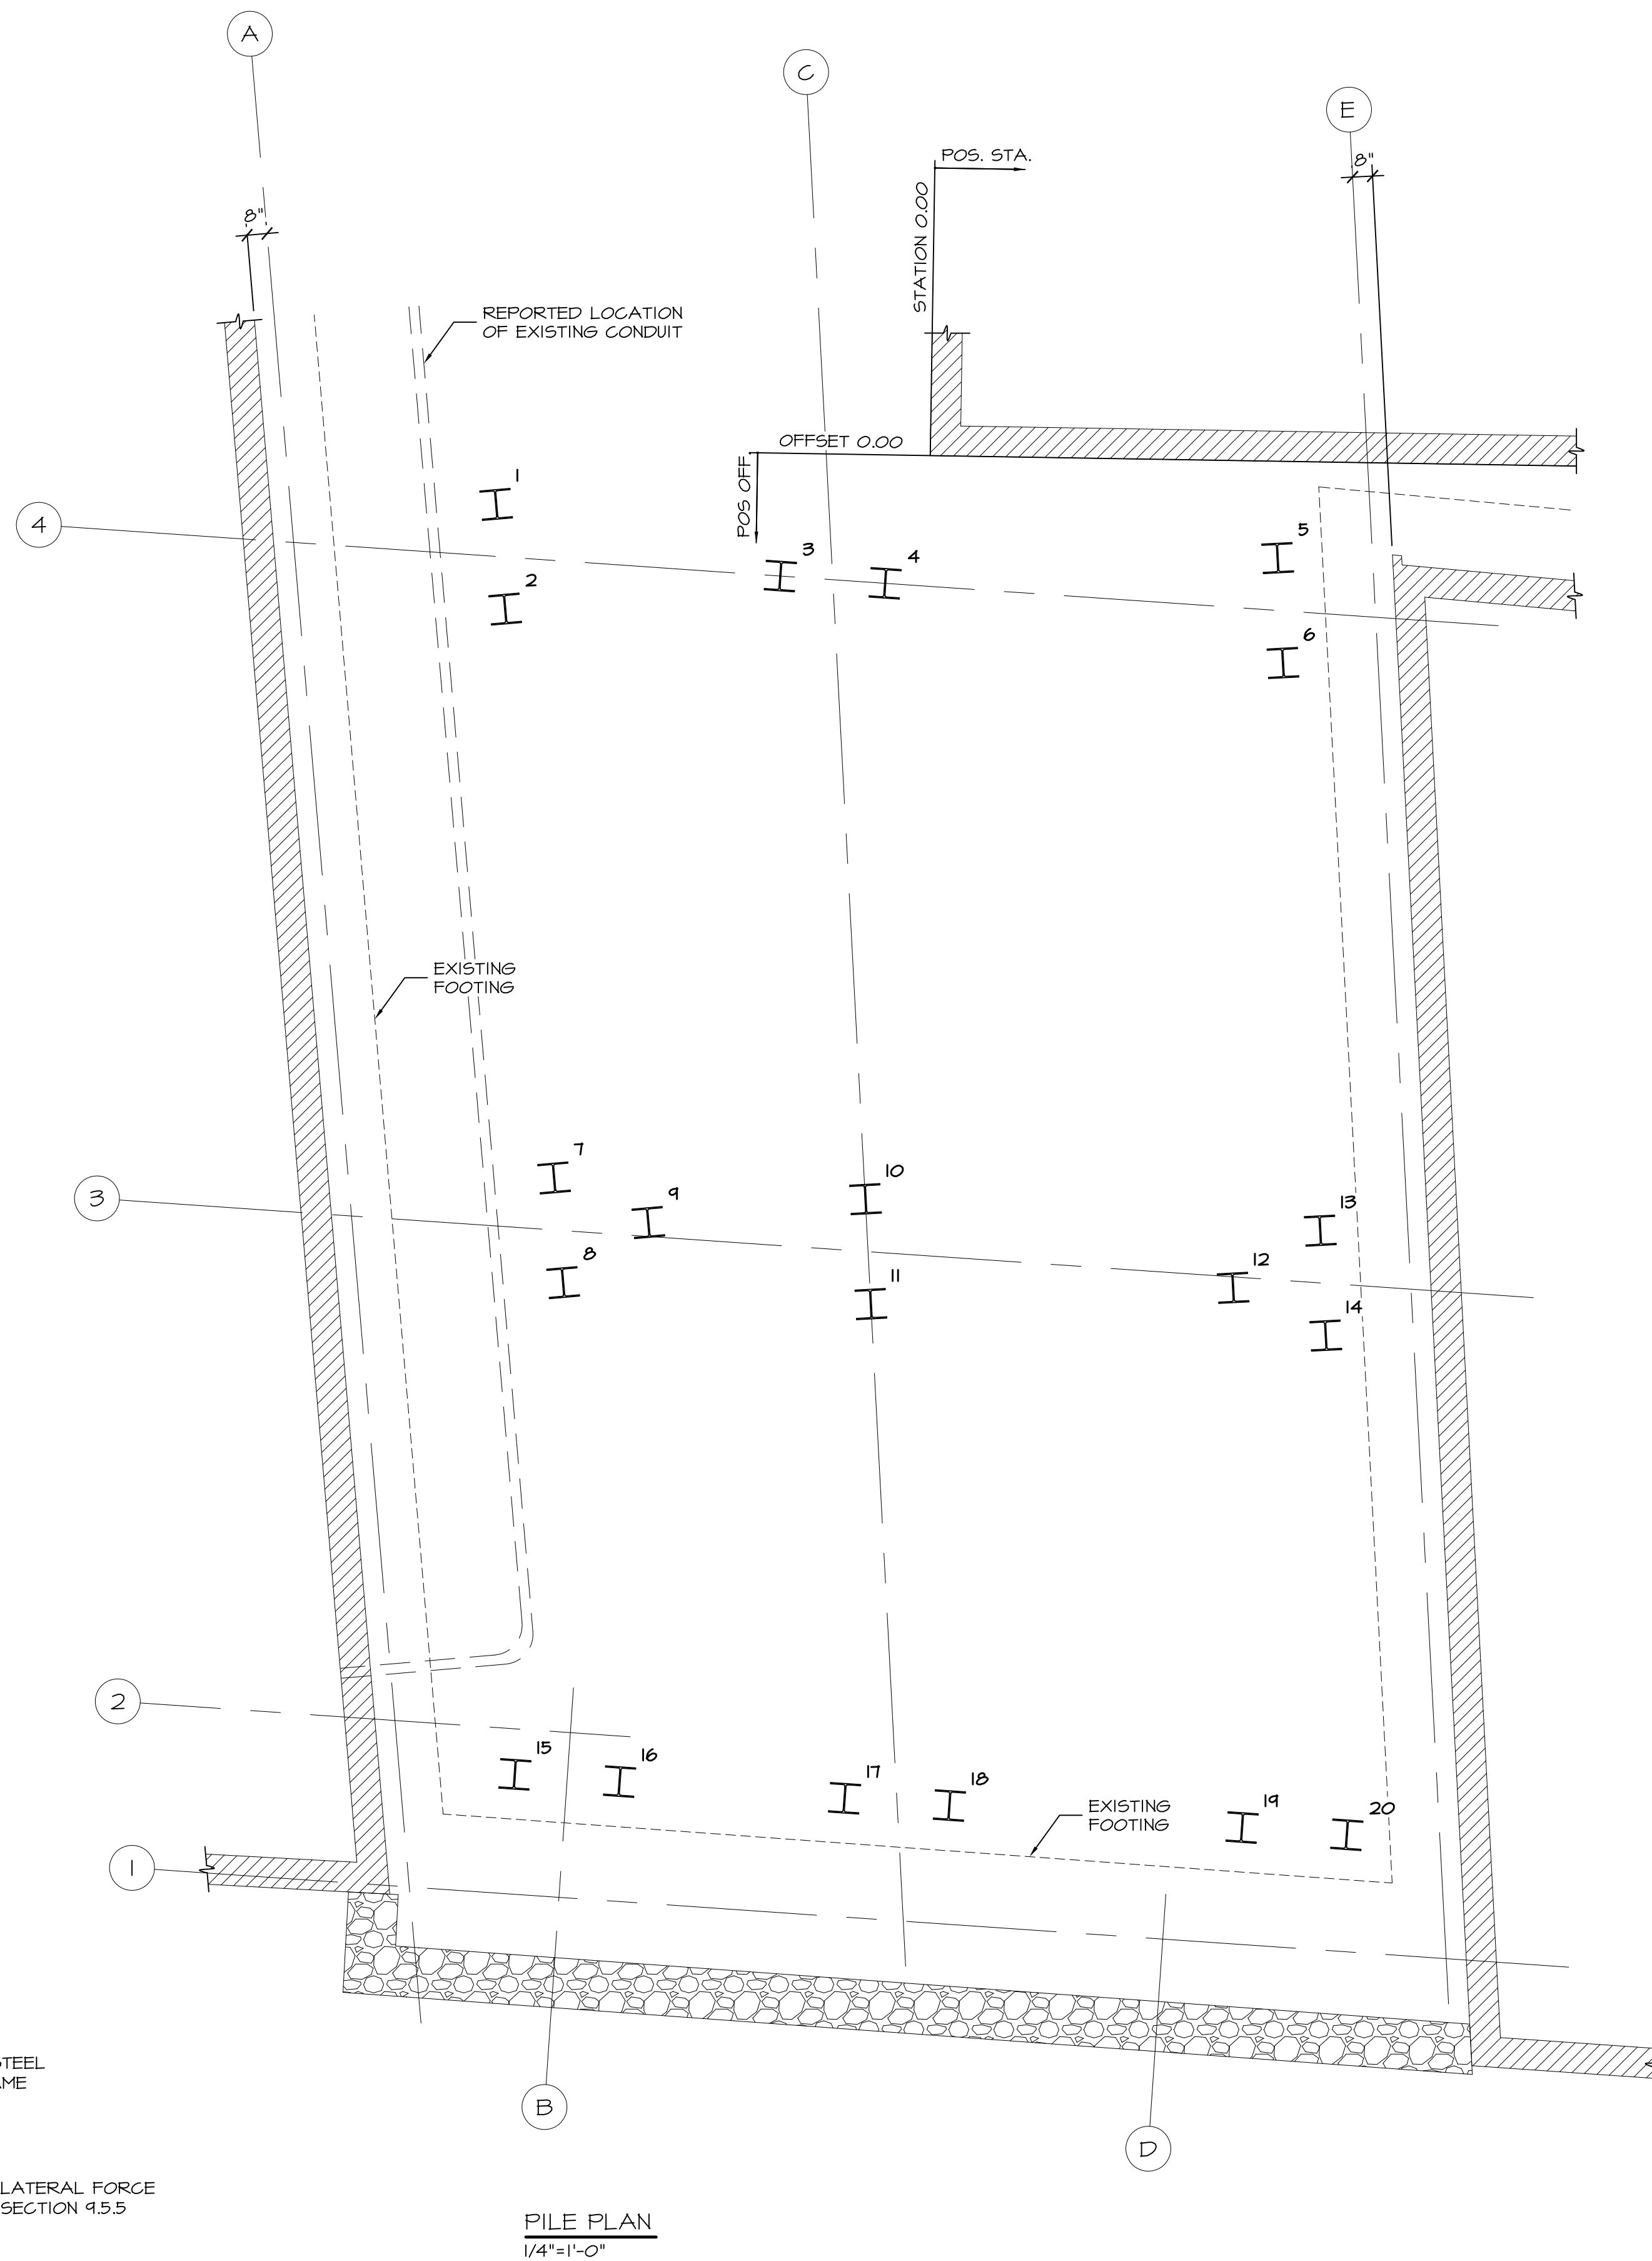 A
C
E
POS. STA.
8"
STATION 0.00
8"
REPORTED LOCATION
OF EXISTING CONDUIT
OFFSET 0.00
POS OFF
1
4
5
3
4
2
6
EXISTING
FOOTING
7
10
9
3
13
8
12
11
14
2
15
16
17
18
19
20
EXISTING
FOOTING
1
STEEL
B
D
LATERAL FORCE
SECTION 9.5.5
PILE PLAN
1/4"=1'-0"